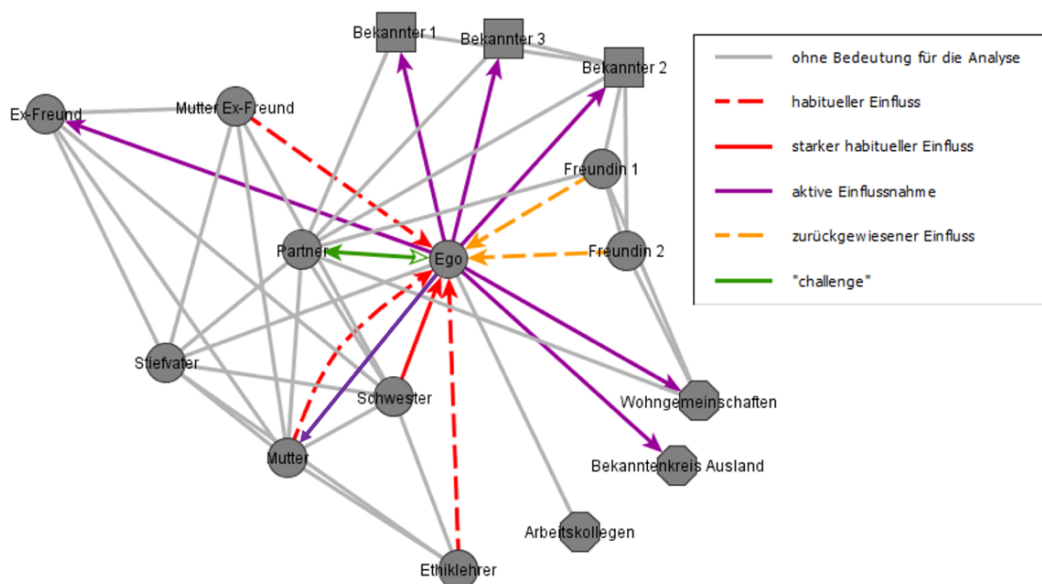 Bekannter 1
Bekannter 3
Bekannter 2
Ex-Freund
Mutter Ex-Freund
Freundin 1
Partner
Ego
Freundin 2
Stiefvater
Schwester
Wohngemeinschaften
Mutter
Bekanntenkreis Ausland
Arbeitskollegen
Ethiklehrer
ohne Bedeutung für die Analyse
habitueller Einfluss
starker habitueller Einfluss
aktive Einflussnahme
zurückgewiesener Einfluss
"challenge"